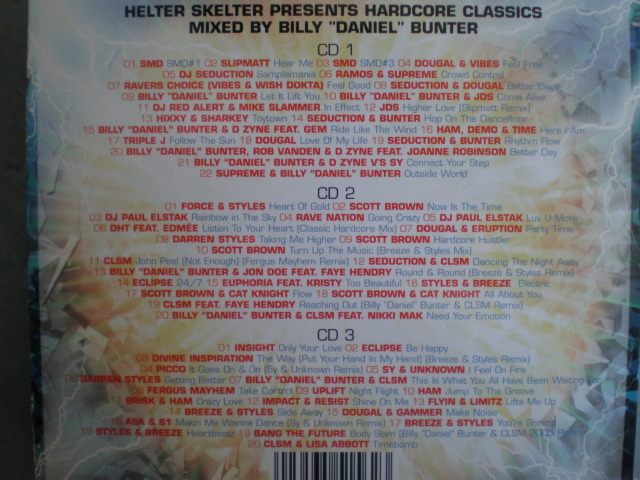 HELTER SKELTER PRESENTS HARDCORE CLASSICS
MIXED BY BILLY "DANIEL" BUNTER
CD 1
01 SMD SMD#1 02 SLIPMATT Hear Me 03 SMD SMD#3 04 DOUGAL & VIBES Feel Free
05 DJ SEDUCTION Samplemania 06 RAMOS & SUPREME Crowd Control
07 RAVERS CHOICE (VIBES & WISH DOKTA) Feel Good 08 SEDUCTION & DOUGAL Better Days
09 BILLY "DANIEL" BUNTER Let It Lift You 10 BILLY "DANIEL" BUNTER & JDS Come Alive
11 DJ RED ALERT & MIKE SLAMMER In Effect 12 JDS Higher Love (Slipmatt Remix)
13 HIXXY & SHARKEY Toytown 14 SEDUCTION & BUNTER Hop On The Dancefloor
15 BILLY "DANIEL" BUNTER & D ZYNE FEAT. GEM Ride Like The Wind 16 HAM, DEMO & TIME Here I Am
17 TRIPLE J Follow The Sun 18 DOUGAL Love Of My Life 19 SEDUCTION & BUNTER Rhythm Flow
20 BILLY "DANIEL" BUNTER, ROB VANDEN & D ZYNE FEAT. JOANNE ROBINSON Better Day
21 BILLY "DANIEL" BUNTER & D ZYNE V'S SY Connect Your Step
22 SUPREME & BILLY "DANIEL" BUNTER Outside World
CD 2
01 FORCE & STYLES Heart Of Gold 02 SCOTT BROWN Now Is The Time
03 DJ PAUL ELSTAK Rainbow in The Sky 04 RAVE NATION Going Crazy 05 DJ PAUL ELSTAK Luv U More
06 DHT FEAT. EDMÉE Listen To Your Heart (Classic Hardcore Mix) 07 DOUGAL & ERUPTION Party Time
08 DARREN STYLES Taking Me Higher 09 SCOTT BROWN Hardcore Hustler
10 SCOTT BROWN Turn Up The Music (Breeze & Styles Mix)
11 CLSM John Peel (Not Enough) (Fergus Mayhem Remix) 12 SEDUCTION & CLSM Dancing The Night Away
13 BILLY "DANIEL" BUNTER & JON DOE FEAT. FAYE HENDRY Round & Round (Breeze & Styles Remix)
14 ECLIPSE 24/7 15 EUPHORIA FEAT. KRISTY Too Beautiful 16 STYLES & BREEZE Electric
17 SCOTT BROWN & CAT KNIGHT Flow 18 SCOTT BROWN & CAT KNIGHT All About You
19 CLSM FEAT. FAYE HENDRY Reaching Out (Billy "Daniel" Bunter & CLSM Remix)
20 BILLY "DANIEL" BUNTER & CLSM FEAT. NIKKI MAK Need Your Emotion
CD 3
01 INSIGHT Only Your Love 02 ECLIPSE Be Happy
03 DIVINE INSPIRATION The Way (Put Your Hand In My Hand) (Breeze & Styles Remix)
04 PICCO It Goes On & On (Sy & Unknown Remix) 05 SY & UNKNOWN I Feel On Fire
06 DARREN STYLES Getting Better 07 BILLY "DANIEL" BUNTER & CLSM This Is What You All Have Been Waiting
08 FERGUS MAYHEM Take Control 09 UPLIFT Night Flight 10 HAM Jump To The Groove
11 BRISK & HAM Crazy Love 12 IMPACT & RESIST Shine On Me 13 FLYIN & LIMITZ Lifts Me Up
14 BREEZE & STYLES Slide Away 15 DOUGAL & GAMMER Make Noise
16 ASA & S1 Makin Me Wanna Dance (Sy & Unknown Remix) 17 BREEZE & STYLES You're Shining
18 STYLES & BREEZE Heartbeatz 19 BANG THE FUTURE Body Slam (Billy "Daniel" Bunter & CLSM 2005 Remix)
20 CLSM & LISA ABBOTT Timebomb